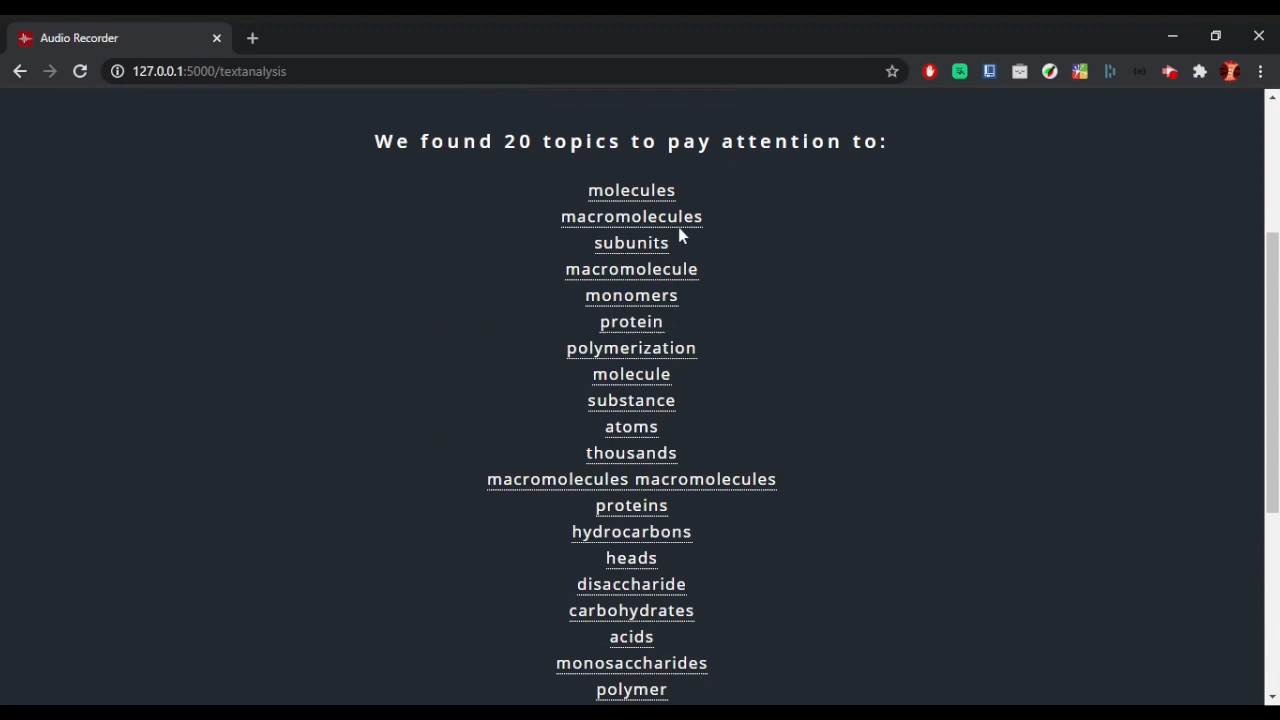 Audio Recorder
127.0.0.1:5000/textanalysis
We found 20 topics to pay attention to:
molecules
macromolecules
subunits
macromolecule
monomers
protein
polymerization
molecule
substance
atoms
thousands
macromolecules macromolecules
proteins
hydrocarbons
heads
disaccharide
carbohydrates
acids
monosaccharides
polymer